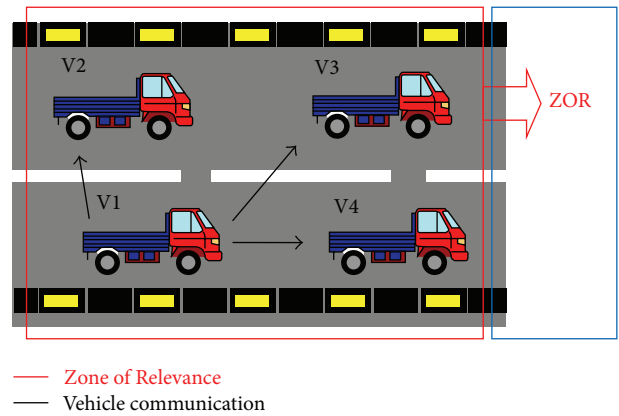 V2
V3
ZOR
V1
V4
Zone of Relevance
Vehicle communication